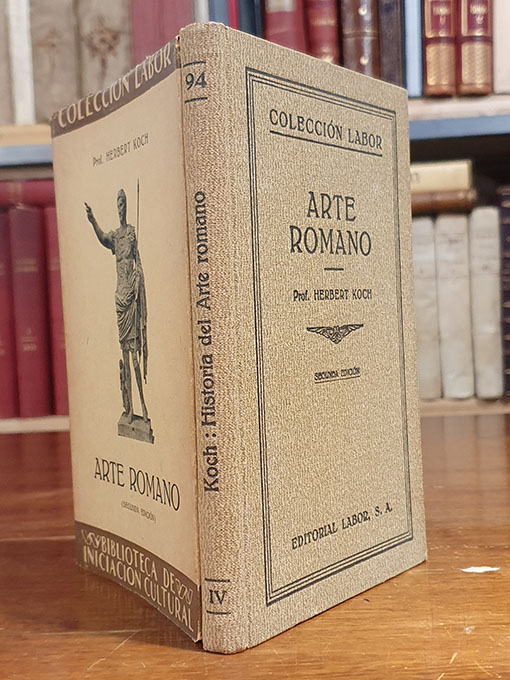 COLECCIÓN LABOR
Prof. HERBERT KOCH
ARTE ROMANO
(SEGUNDA EDICIÓN)
BIBLIOTECA DE
INICIACIÓN CULTURAL
94
Koch: Historia del Arte romano
IV
COLECCIÓN LABOR
ARTE
ROMANO
Prof. HERBERT KOCH
SEGUNDA EDICIÓN
EDITORIAL LABOR, S. A.